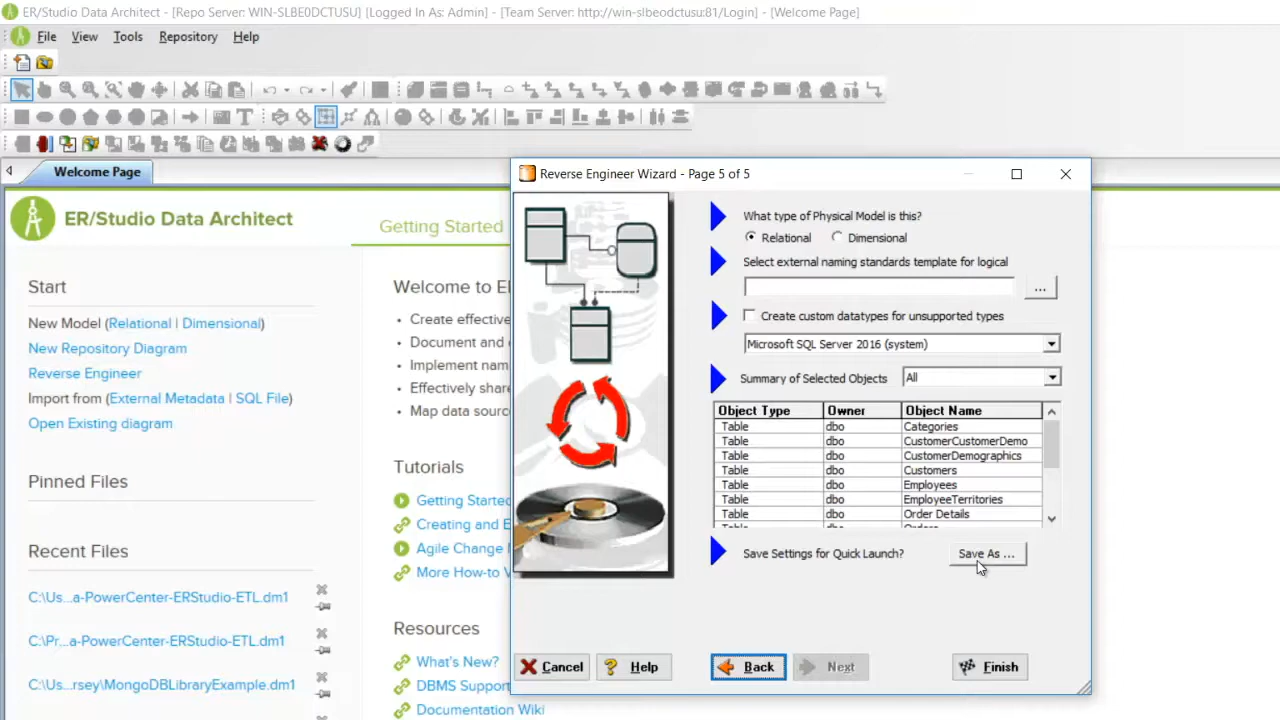 ER/Studio Data Architect - [Repo Server: WIN-SLBE0DCTUSU] [Logged In As: Admin] - [Team Server: http://win-slbeodctusu:81/Login] - [Welcome Page]
File View Tools Repository Help
Welcome Page
ER/Studio Data Architect
Getting Started
Start
New Model (Relational | Dimensional)
New Repository Diagram
Reverse Engineer
Import from (External Metadata | SQL File)
Open Existing diagram
Pinned Files
Recent Files
C:\Us...a-PowerCenter-ERStudio-ETL.dm1
C:\Pr...a-PowerCenter-ERStudio-ETL.dm1
C:\Us...rsey\MongoDBLibraryExample.dm1
Welcome to E
• Create effective
• Document and
• Implement nam
• Effectively share
• Map data source
Tutorials
Getting Started
Creating and E
Agile Change
More How-to V
Resources
What's New?
DBMS Support
Documentation Wiki
Reverse Engineer Wizard - Page 5 of 5
What type of Physical Model is this?
Relational Dimensional
Select external naming standards template for logical
...
Create custom datatypes for unsupported types
Microsoft SQL Server 2016 (system)
Summary of Selected Objects All
Object Type Owner Object Name
Table dbo Categories
Table dbo CustomerCustomerDemo
Table dbo CustomerDemographics
Table dbo Customers
Table dbo Employees
Table dbo EmployeeTerritories
Table dbo Order Details
Table dbo Orders
Save Settings for Quick Launch? Save As ...
Cancel ? Help Back Next Finish